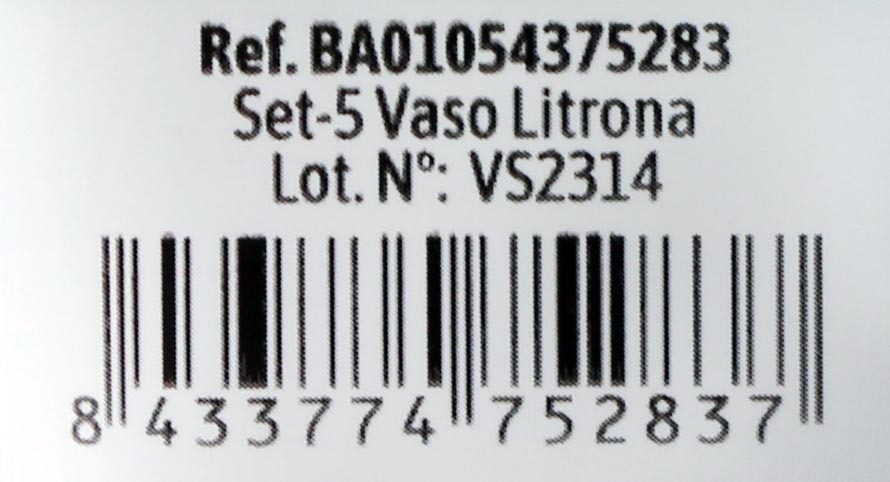 Ref. BA01054375283
Set-5 Vaso Litrona
Lot. Nº: VS2314
8 433774 752837